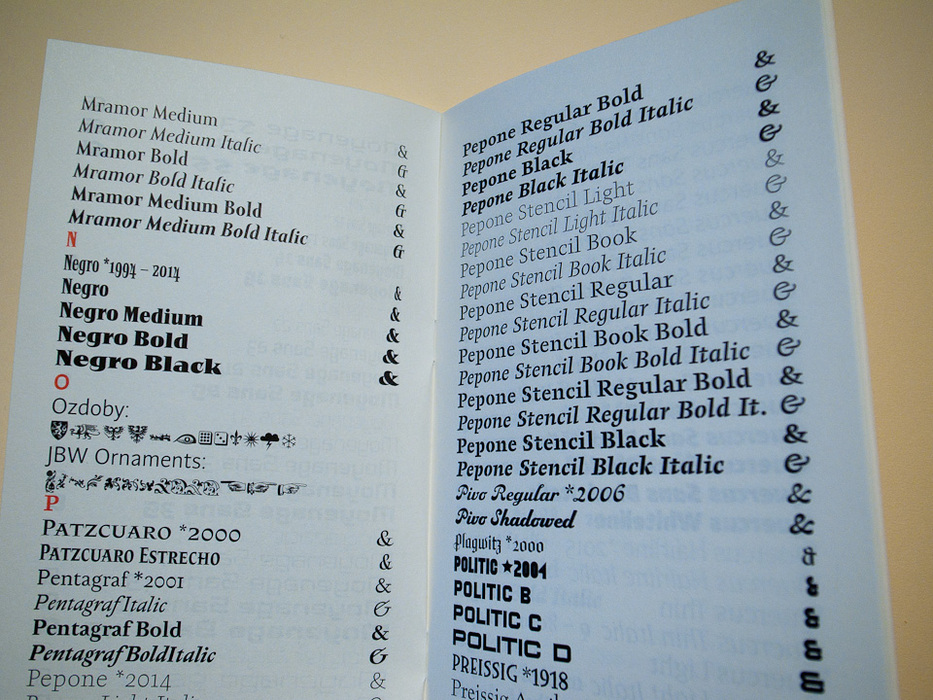 Mramor Medium &
Mramor Medium Italic &
Mramor Bold &
Mramor Bold Italic &
Mramor Medium Bold &
Mramor Medium Bold Italic &
N
Negro *1994 – 2014
Negro &
Negro Medium &
Negro Bold &
Negro Black &
O
Ozdoby:
JBW Ornaments:
P
Patzcuaro *2000 &
Patzcuaro Estrecho &
Pentagraf *2001 &
Pentagraf Italic &
Pentagraf Bold &
Pentagraf Bold Italic &
Pepone *2014 &
Pepone Regular Bold &
Pepone Regular Bold Italic &
Pepone Black &
Pepone Black Italic &
Pepone Stencil Light &
Pepone Stencil Light Italic &
Pepone Stencil Book &
Pepone Stencil Book Italic &
Pepone Stencil Regular &
Pepone Stencil Regular Italic &
Pepone Stencil Book Bold &
Pepone Stencil Book Bold Italic &
Pepone Stencil Regular Bold &
Pepone Stencil Regular Bold It. &
Pepone Stencil Black &
Pepone Stencil Black Italic &
Pivo Regular *2006 &
Pivo Shadowed &
Plagwitz *2000 &
POLITIC ★2004 &
POLITIC B &
POLITIC C &
POLITIC D &
PREISSIG *1918 &
Preissig